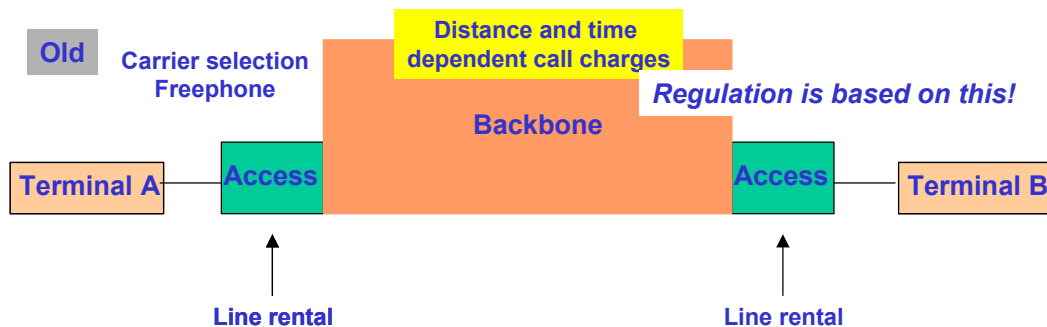 Old
Carrier selection
Freephone
Distance and time
dependent call charges
Regulation is based on this!
Backbone
Terminal A
Access
Access
Terminal B
Line rental
Line rental